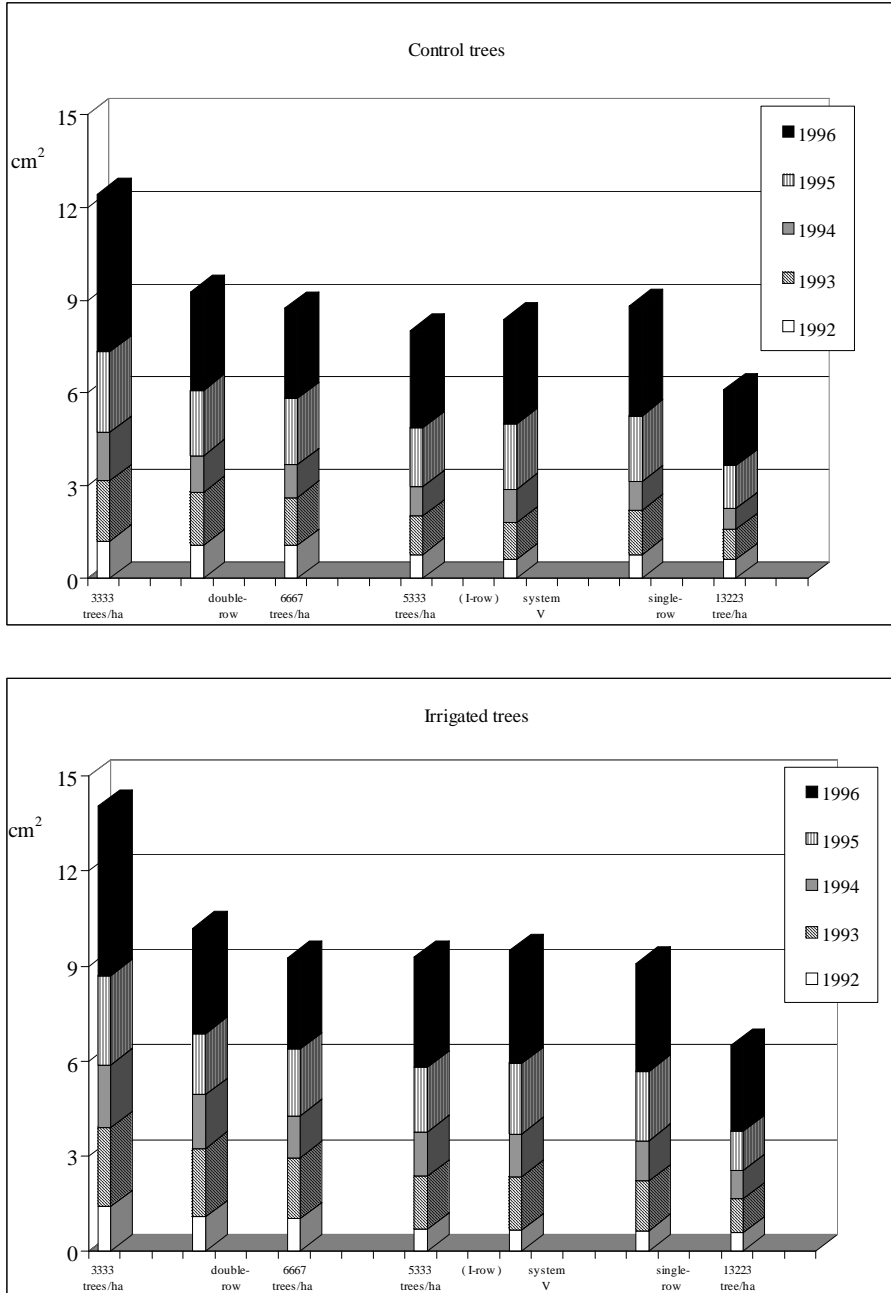 Control trees
15
cm²
12
9
6
3
0
1996
1995
1994
1993
1992
3333 double- 6667 5333 (I-row) system single- 13223
trees/ha row trees/ha trees/ha V row tree/ha
Irrigated trees
15
cm²
12
9
6
3
0
1996
1995
1994
1993
1992
3333 double- 6667 5333 (I-row) system single- 13223
trees/ha row trees/ha trees/ha V row tree/ha